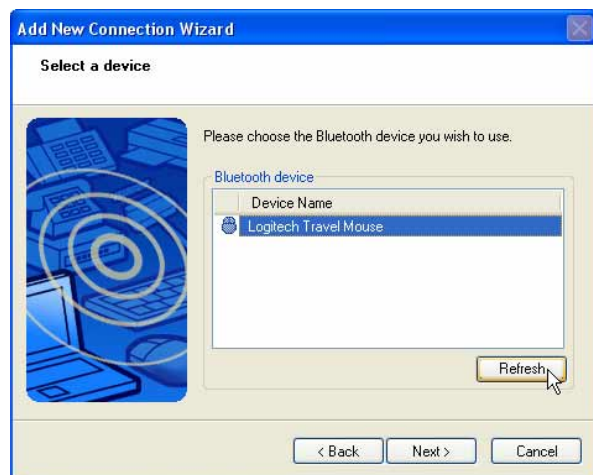 Add New Connection Wizard
Select a device
Please choose the Bluetooth device you wish to use.
Bluetooth device
Device Name
Logitech Travel Mouse
Refresh
< Back
Next >
Cancel